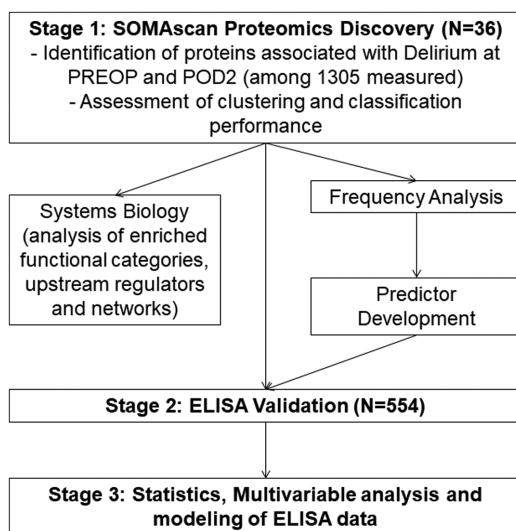 Stage 1: SOMAscan Proteomics Discovery (N=36)
- Identification of proteins associated with Delirium at
PREOP and POD2 (among 1305 measured)
- Assessment of clustering and classification
performance
Systems Biology
(analysis of enriched
functional categories,
upstream regulators
and networks)
Frequency Analysis
Predictor
Development
Stage 2: ELISA Validation (N=554)
Stage 3: Statistics, Multivariable analysis and
modeling of ELISA data